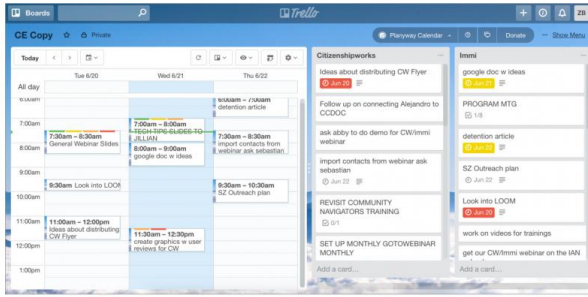 Boards
Trello
ZB
CE Copy
Private
Planyway Calendar
Donate
... Show Menu
Today
Tue 6/20
Wed 6/21
Thu 6/22
All day
6:00am
6:00am – 7:00am
detention article
7:00am
7:00am – 8:00am
TECH TIPS SLIDES TO
JILLIAN
7:30am – 8:30am
General Webinar Slides
7:30am – 8:30am
import contacts from
webinar ask sebastian
8:00am
8:00am – 9:00am
google doc w ideas
9:00am
9:30am Look into LOOM
9:30am – 10:30am
SZ Outreach plan
10:00am
11:00am
11:00am – 12:00pm
Ideas about distributing
CW Flyer
11:30am – 12:30pm
create graphics w user
reviews for CW
12:00pm
1:00pm
Citizenshipworks
Ideas about distributing CW Flyer
Jun 20
Follow up on connecting Alejandro to
CCDOC
ask abby to do demo for CW/immi
webinar
import contacts from webinar ask
sebastian
Jun 22
REVISIT COMMUNITY
NAVIGATORS TRAINING
0/1
SET UP MONTHLY GOTOWEBINAR
MONTHLY
Add a card...
Immi
google doc w ideas
Jun 21
PROGRAM MTG
1/8
detention article
Jun 22
SZ Outreach plan
Jun 22
Look into LOOM
Jun 20
work on videos for trainings
get our CW/Immi webinar on the IAN
Add a card...